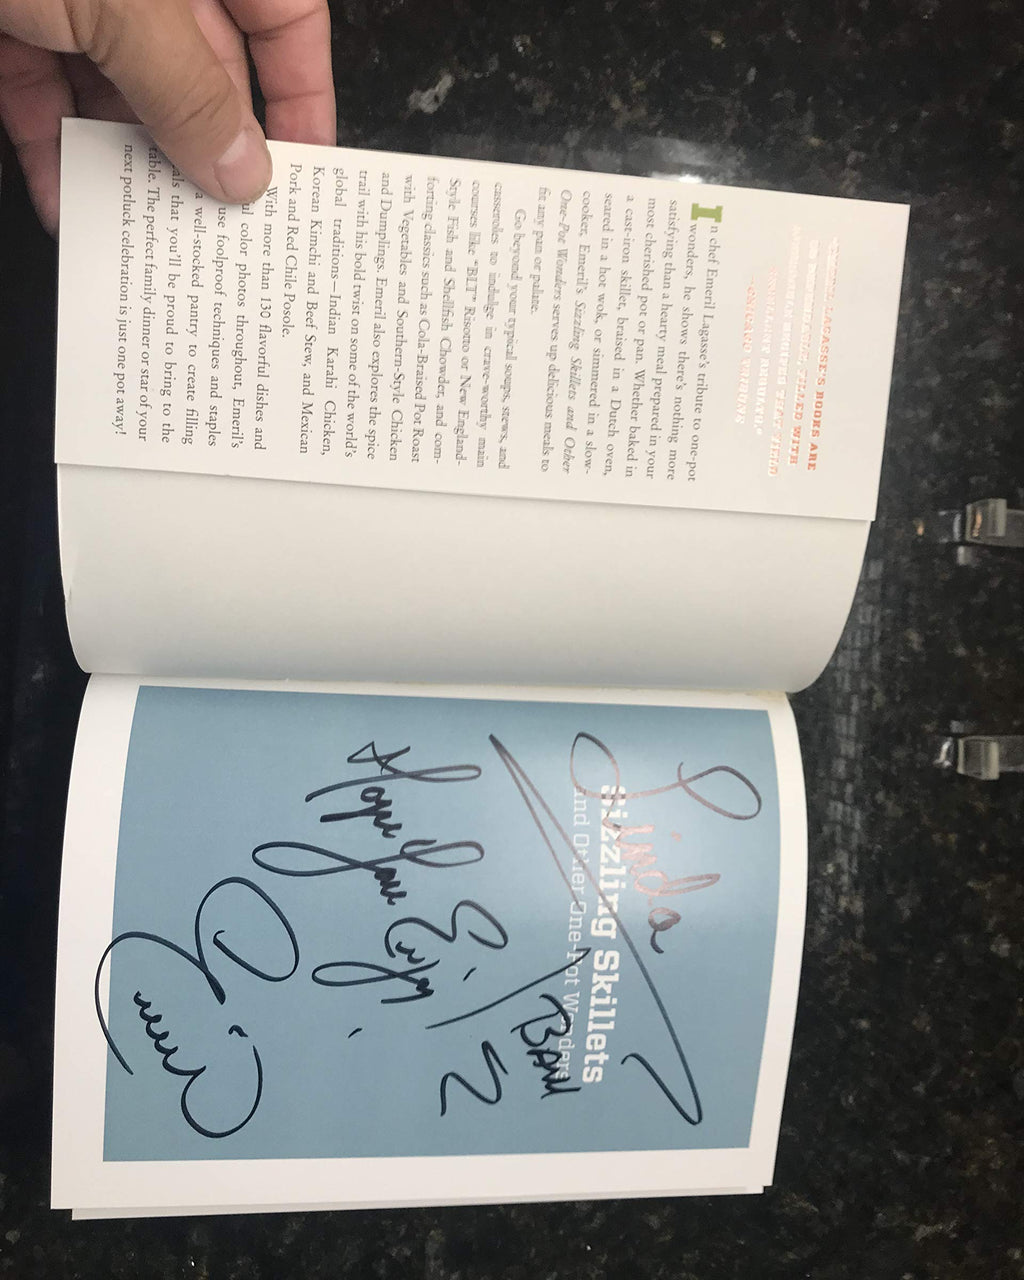 LAGASSE'S BOOKS ARE
FILLED WITH
RECIPES THAT YIELD
RESULTS."
—CHICAGO TRIBUNE
In chef Emeril Lagasse's tribute to one-pot
wonders, he shows there's nothing more
satisfying than a hearty meal prepared in your
most cherished pot or pan. Whether baked in
a cast-iron skillet, braised in a Dutch oven,
seared in a hot wok, or simmered in a slow-
cooker, Emeril's Sizzling Skillets and Other
One-Pot Wonders serves up delicious meals to
fit any pan or palate.
Go beyond your typical soups, stews, and
casseroles to indulge in crave-worthy main
courses like "BLT" Risotto or New England-
Style Fish and Shellfish Chowder, and com-
forting classics such as Cola-Braised Pot Roast
with Vegetables and Southern-Style Chicken
and Dumplings. Emeril also explores the spice
trail with his bold twist on some of the world's
global traditions—Indian Karahi Chicken,
Korean Kimchi and Beef Stew, and Mexican
Pork and Red Chile Posole.
With more than 130 flavorful dishes and
ful color photos throughout, Emeril's
use foolproof techniques and staples
a well-stocked pantry to create filling
als that you'll be proud to bring to the
table. The perfect family dinner or star of your
next potluck celebration is just one pot away!
Linda
Sizzling Skillets
and Other One-Pot Wonders
BAM
Hope You Enjoy